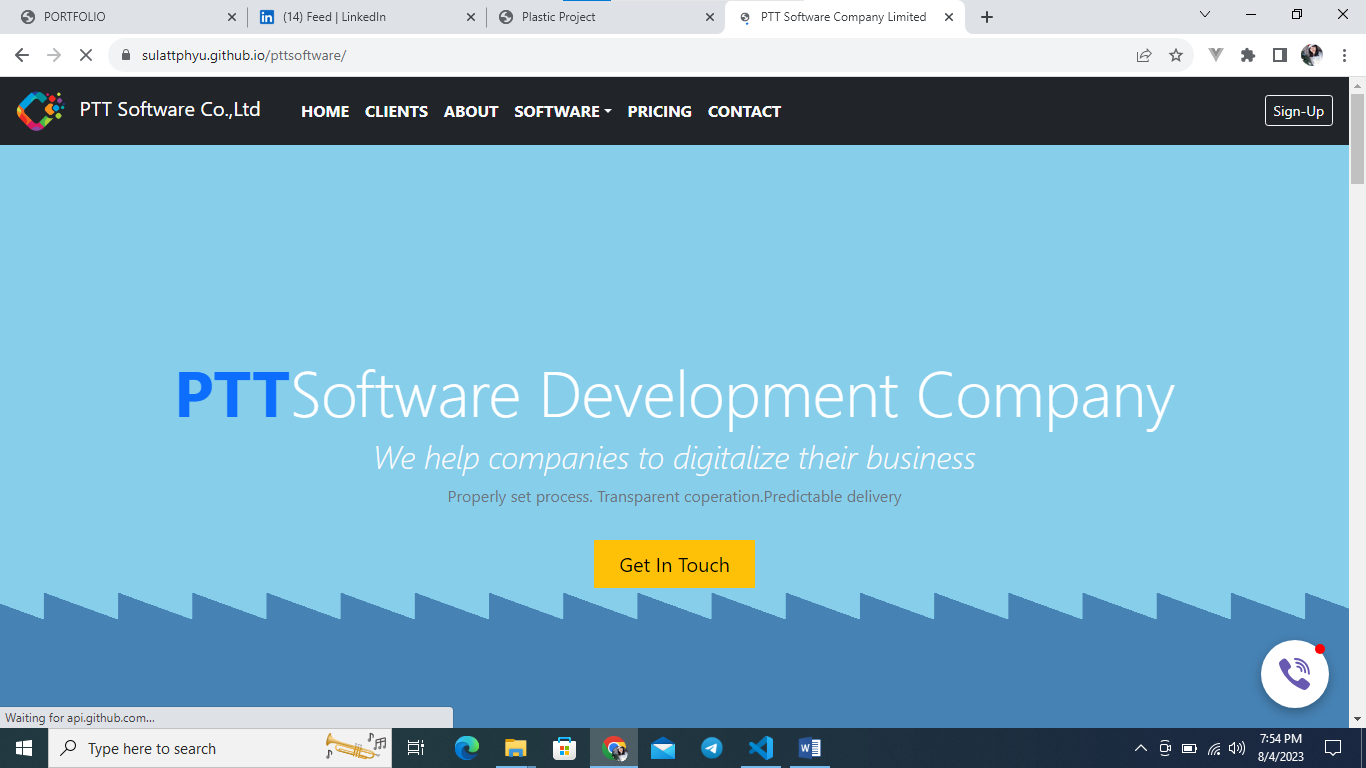 PORTFOLIO
(14) Feed | LinkedIn
Plastic Project
PTT Software Company Limited
sulattphyu.github.io/pttsoftware/
PTT Software Co.,Ltd
HOME CLIENTS ABOUT SOFTWARE PRICING CONTACT
Sign-Up
PTTSoftware Development Company
We help companies to digitalize their business
Properly set process. Transparent coperation.Predictable delivery
Get In Touch
Waiting for api.github.com...
Type here to search
7:54 PM
8/4/2023